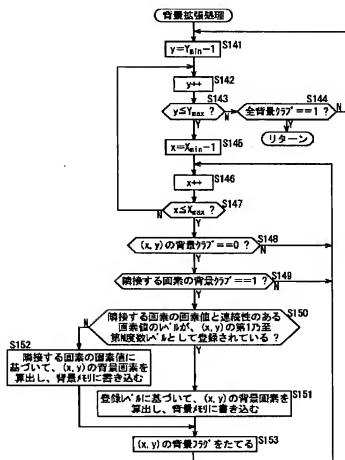 背景拡張処理
y=Ymin−1 S141
y++ S142
y≦Ymax ? S143
全背景ﾌﾗｸﾞ==1 ? S144
N
Y
N
Y
リターン
x=Xmin−1 S145
x++ S146
x≦Xmax ? S147
N
Y
(x, y)の背景ﾌﾗｸﾞ==0 ? S148
N
Y
隣接する画素の背景ﾌﾗｸﾞ==1 ? S149
N
Y
隣接する画素の画素値と連続性のある
画素値のﾚﾍﾞﾙが、(x, y)の第1乃至
第N度数ﾚﾍﾞﾙとして登録されている ? S150
N
Y
S152
隣接する画素の画素値に
基づいて、(x, y)の背景画素を
算出し、背景ﾒﾓﾘに書き込む
登録ﾚﾍﾞﾙに基づいて、(x, y)の背景画素を
算出し、背景ﾒﾓﾘに書き込む S151
(x, y)の背景ﾌﾗｸﾞをたてる S153